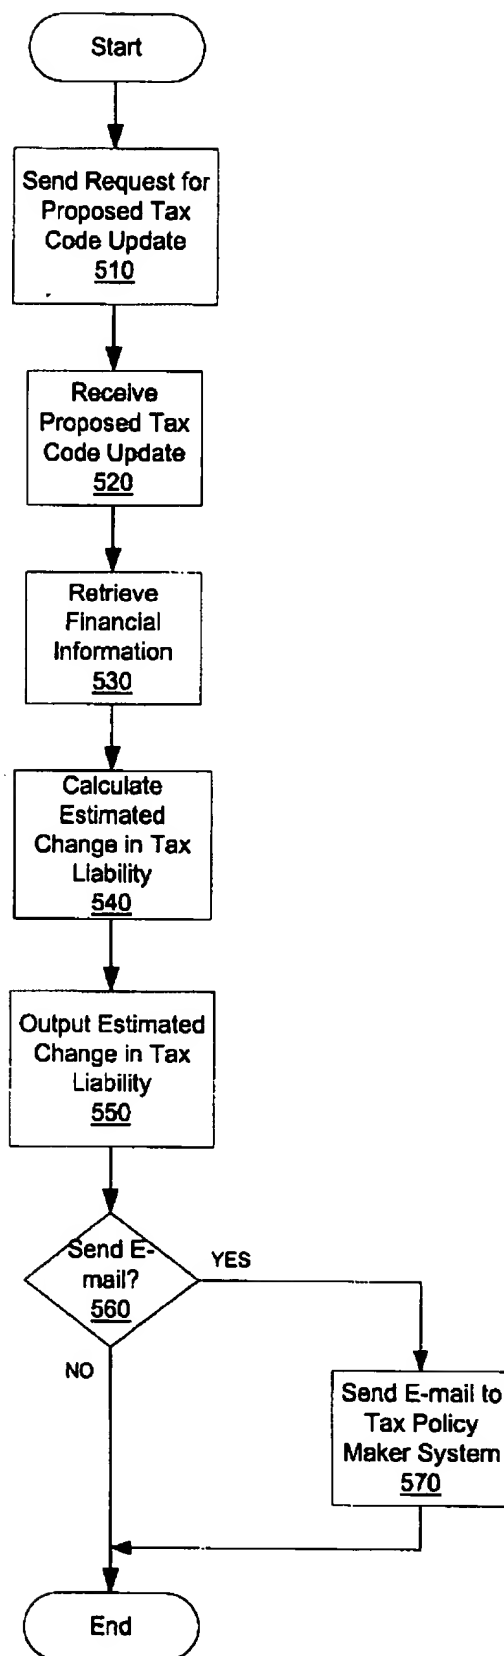 Start
Send Request for
Proposed Tax
Code Update
510
Receive
Proposed Tax
Code Update
520
Retrieve
Financial
Information
530
Calculate
Estimated
Change in Tax
Liability
540
Output Estimated
Change in Tax
Liability
550
Send E-
mail?
560
YES
NO
Send E-mail to
Tax Policy
Maker System
570
End